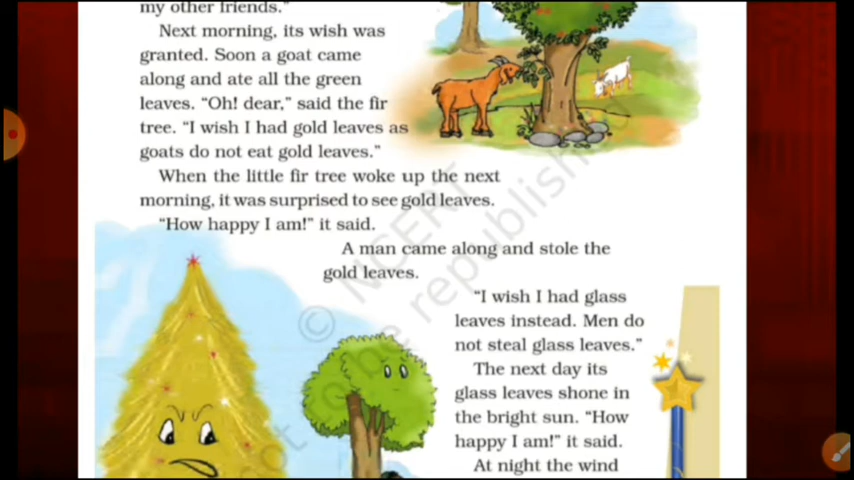 my other friends."
Next morning, its wish was
granted. Soon a goat came
along and ate all the green
leaves. “Oh! dear,” said the fir
tree. “I wish I had gold leaves as
goats do not eat gold leaves.”
When the little fir tree woke up the next
morning, it was surprised to see gold leaves.
“How happy I am!” it said.
A man came along and stole the
gold leaves.
“I wish I had glass
leaves instead. Men do
not steal glass leaves.”
The next day its
glass leaves shone in
the bright sun. “How
happy I am!” it said.
At night the wind
© NCERT
not to be republished